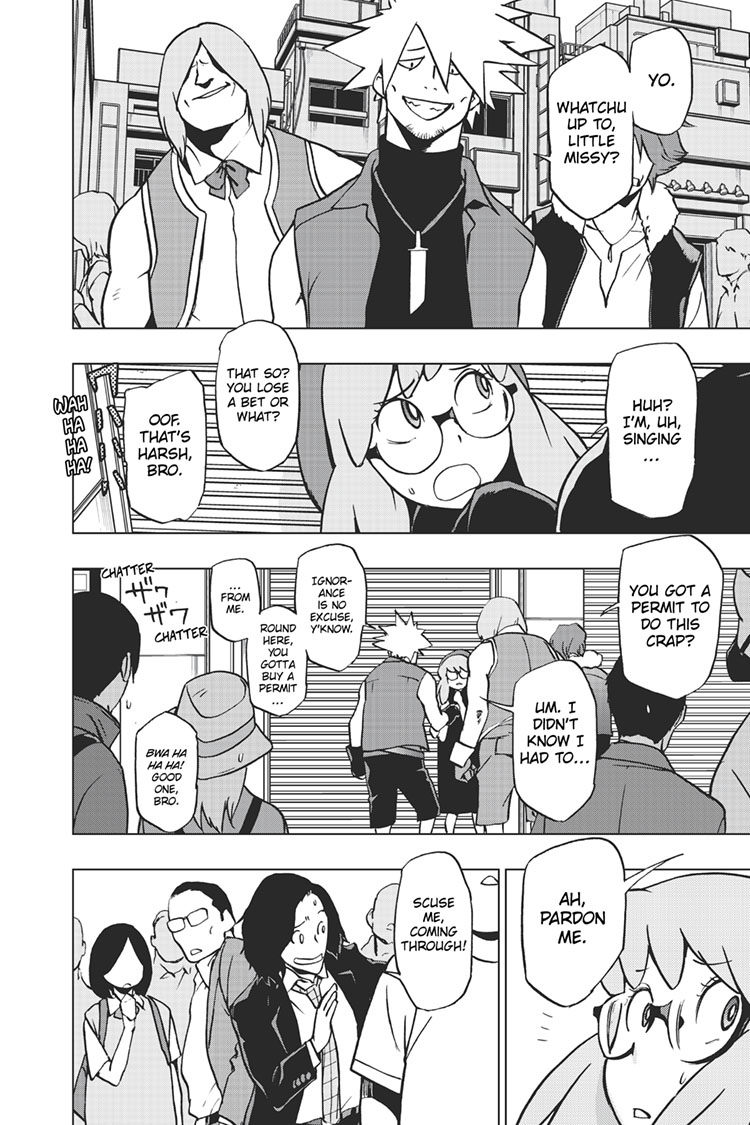 YO.
WHATCHU
UP TO,
LITTLE
MISSY?
HUH?
I'M, UH,
SINGING
...
THAT SO?
YOU LOSE
A BET OR
WHAT?
OOF.
THAT'S
HARSH,
BRO.
WAH
HA
HA
HA!
YOU GOT A
PERMIT TO
DO THIS
CRAP?
UM. I
DIDN'T
KNOW I
HAD TO...
IGNOR-
ANCE
IS NO
EXCUSE,
Y'KNOW.
ROUND
HERE,
YOU
GOTTA
BUY A
PERMIT
...
...
FROM
ME.
BWA HA
HA HA!
GOOD
ONE,
BRO.
CHATTER
ザワ
ザワ
CHATTER
AH,
PARDON
ME.
SCUSE
ME,
COMING
THROUGH!